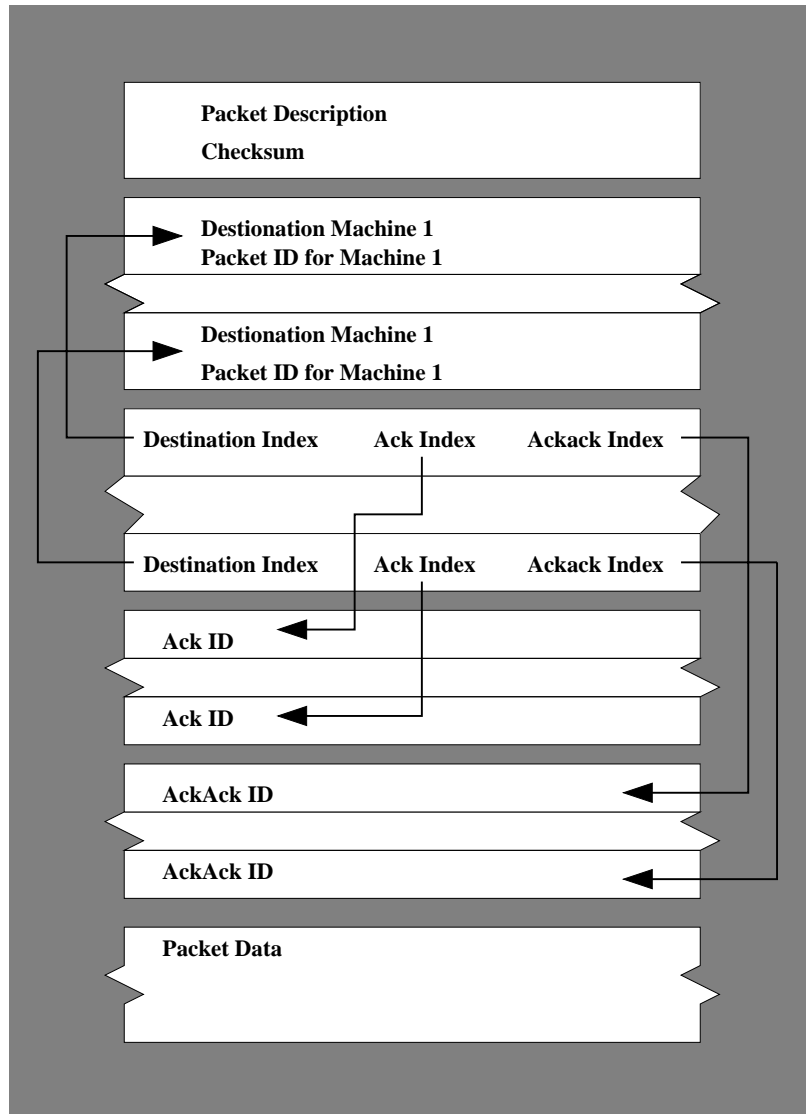 Packet Description
Checksum
Destionation Machine 1
Packet ID for Machine 1
Destionation Machine 1
Packet ID for Machine 1
Destination Index Ack Index Ackack Index
Destination Index Ack Index Ackack Index
Ack ID
Ack ID
AckAck ID
AckAck ID
Packet Data